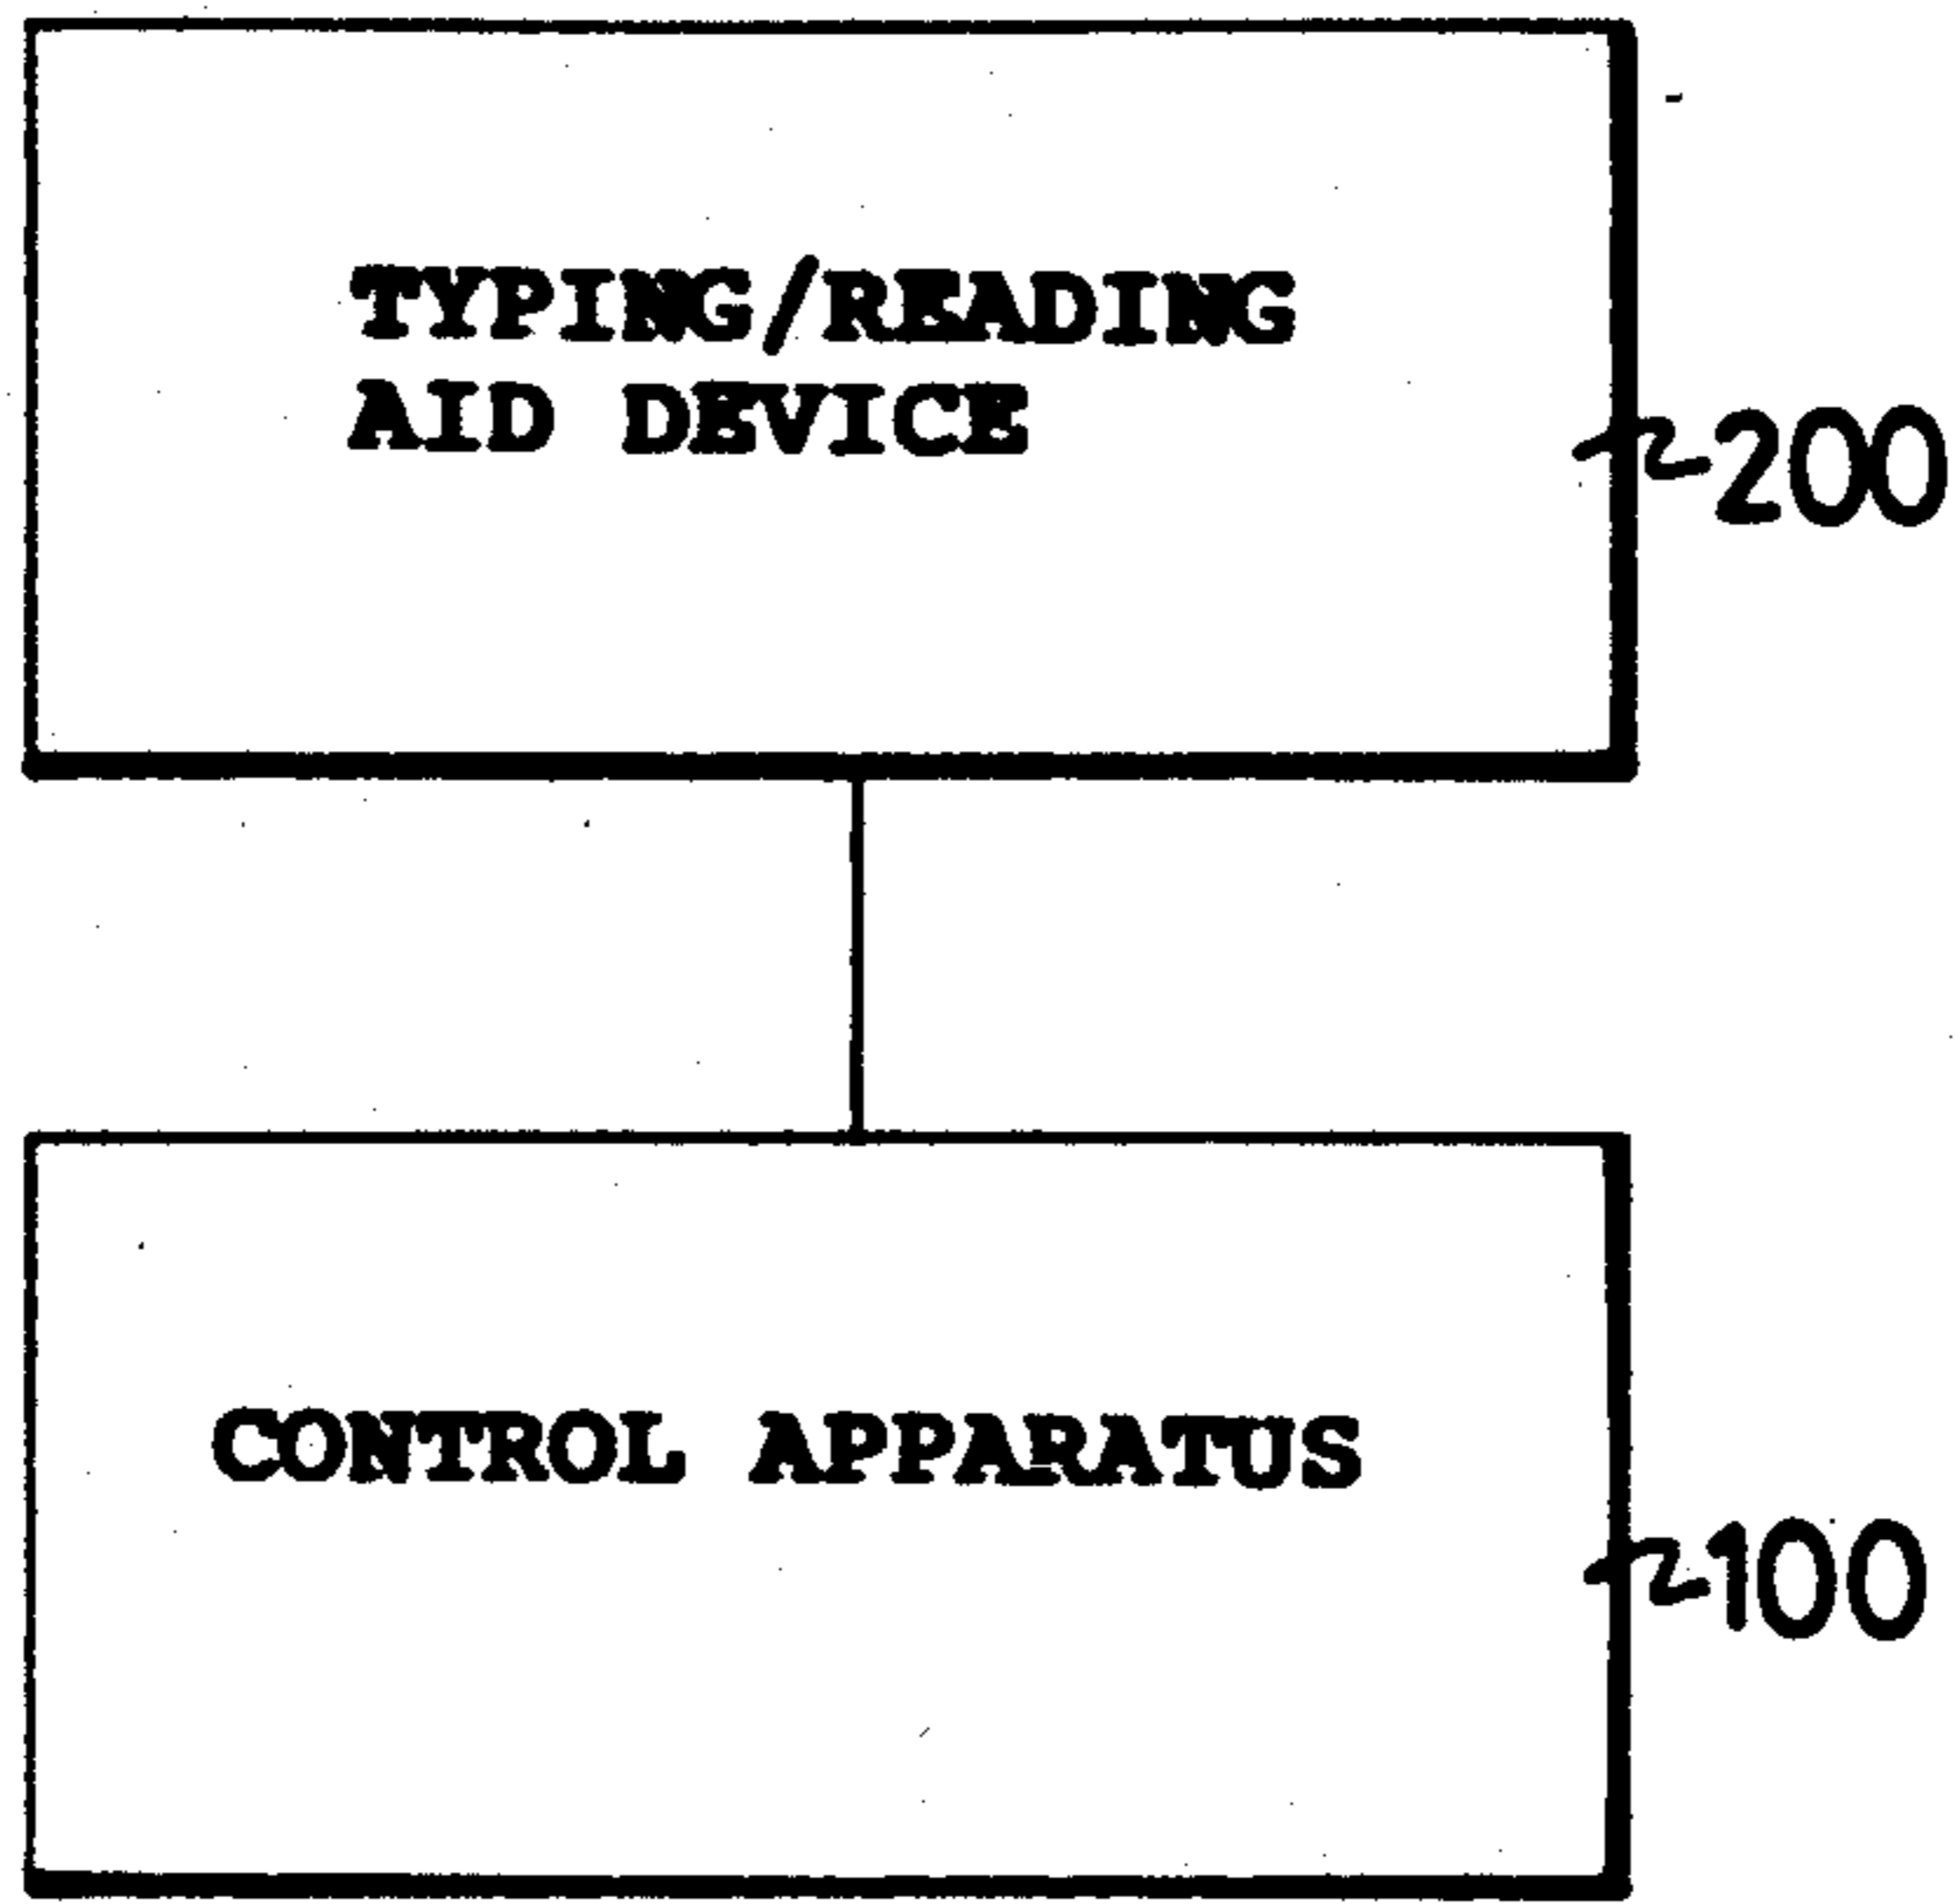 TYPING/READING
AID DEVICE
200
CONTROL APPARATUS
100